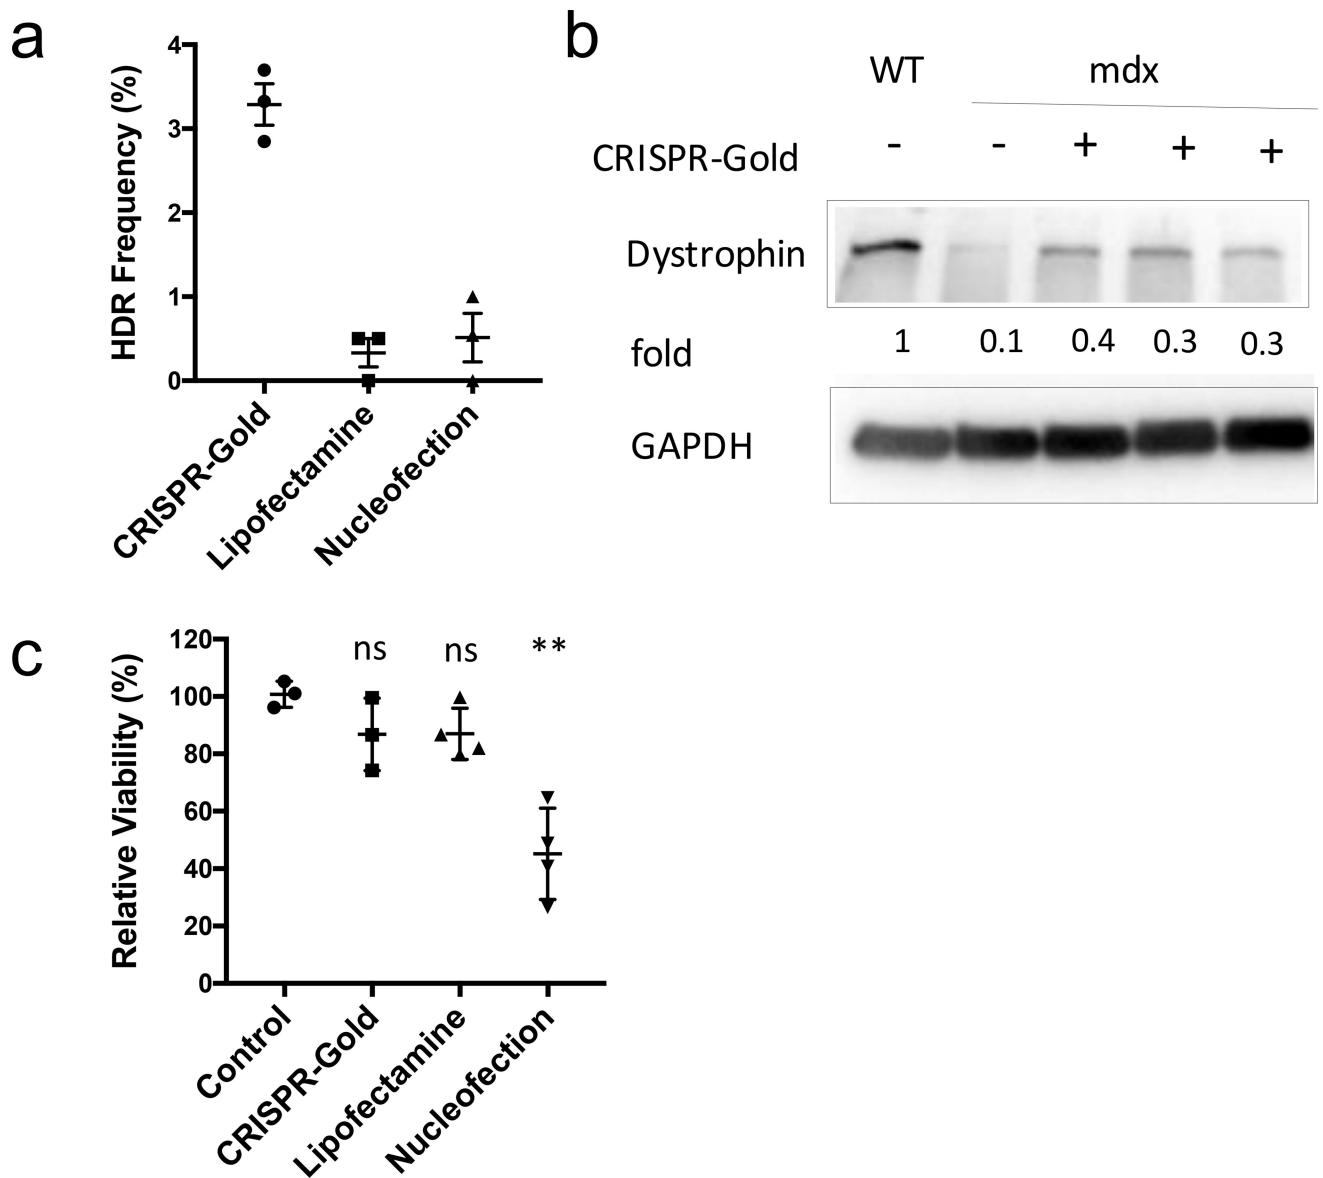 a
HDR Frequency (%)
4
3
2
1
0
CRISPR-Gold
Lipofectamine
Nucleofection
b
WT mdx
CRISPR-Gold - - + + +
Dystrophin
fold 1 0.1 0.4 0.3 0.3
GAPDH
c
Relative Viability (%)
120
100
80
60
40
20
0
ns ns **
Control
CRISPR-Gold
Lipofectamine
Nucleofection